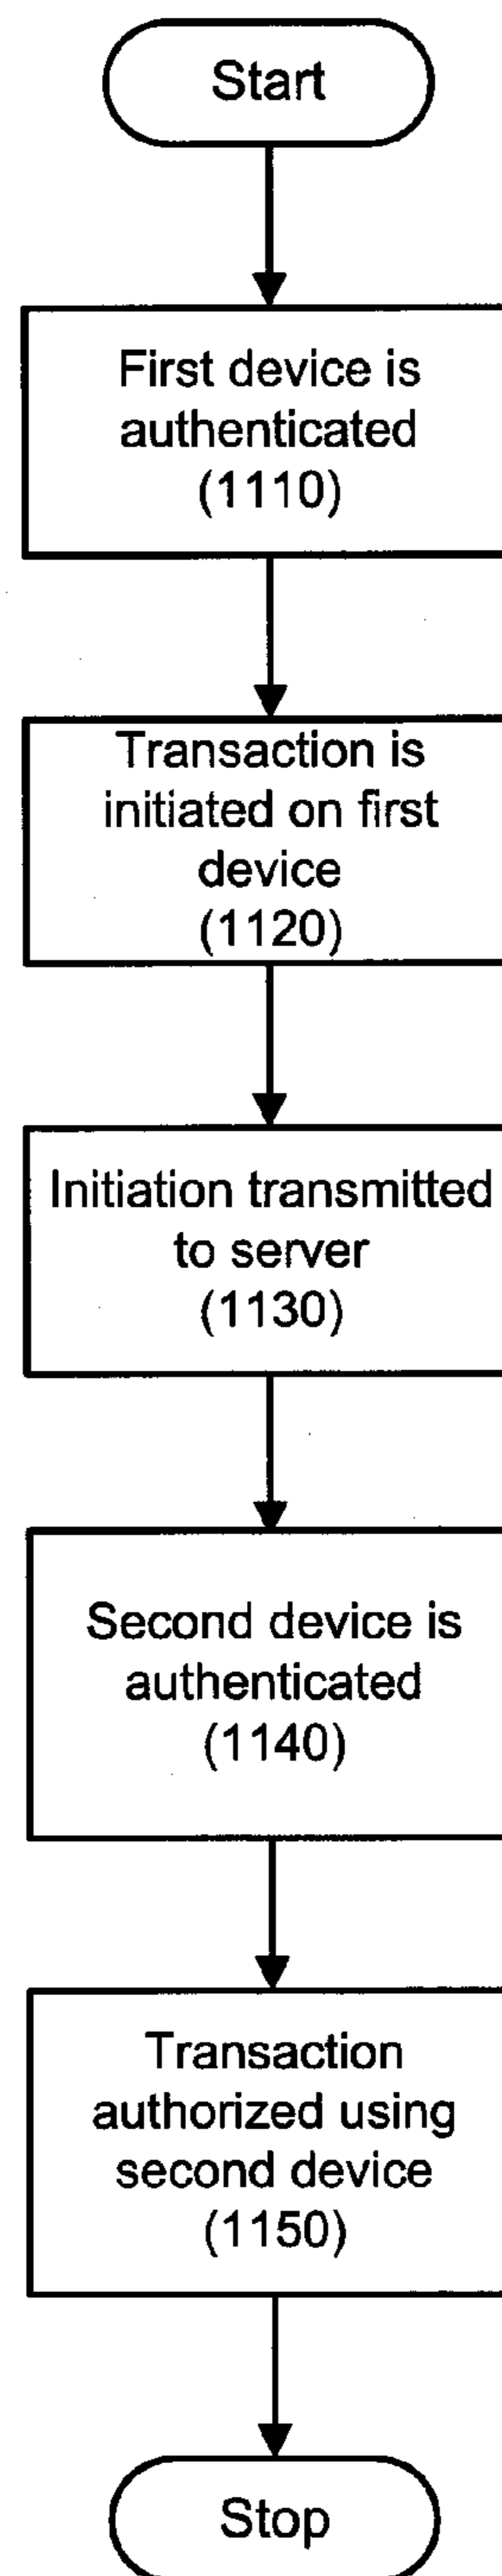 Start
First device is
authenticated
(1110)
Transaction is
initiated on first
device
(1120)
Initiation transmitted
to server
(1130)
Second device is
authenticated
(1140)
Transaction
authorized using
second device
(1150)
Stop